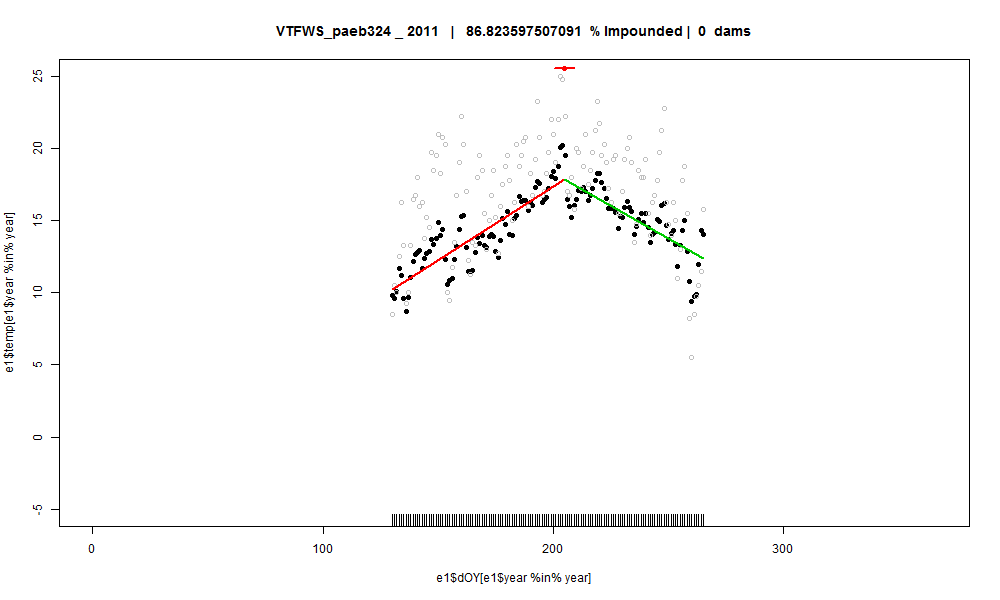 VTFWS_paeb324 _ 2011 | 86.823597507091 % Impounded | 0 dams
25
20
15
10
5
0
-5
e1$temp[e1$year %in% year]
0 100 200 300
e1$dOY[e1$year %in% year]